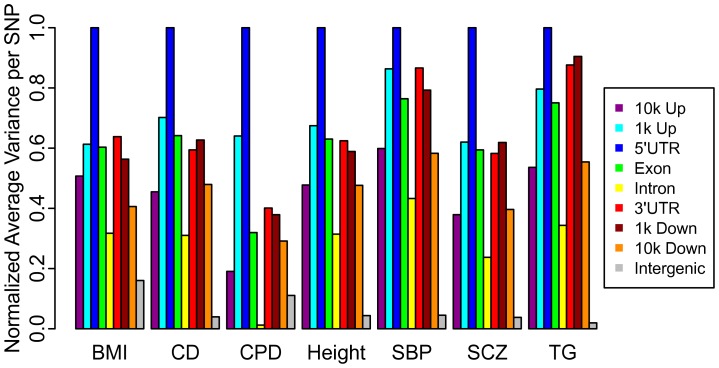 Normalized Average Variance per SNP
1.0
0.8
0.6
0.4
0.2
0.0
BMI CD CPD Height SBP SCZ TG
10k Up
1k Up
5'UTR
Exon
Intron
3'UTR
1k Down
10k Down
Intergenic